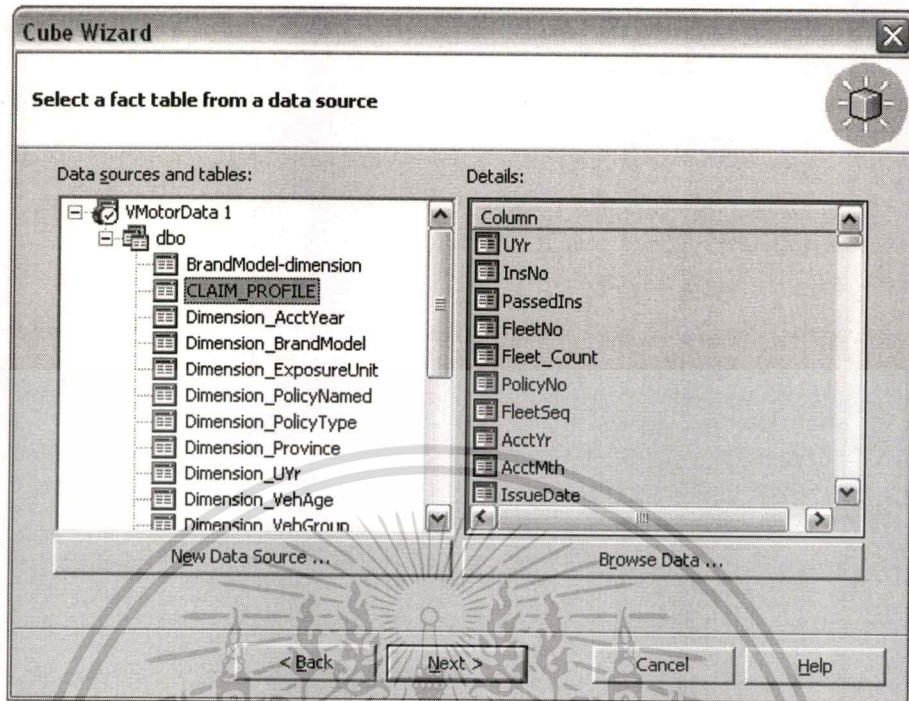 Cube Wizard
Select a fact table from a data source
Data sources and tables:
VMotorData 1
dbo
BrandModel-dimension
CLAIM_PROFILE
Dimension_AcctYear
Dimension_BrandModel
Dimension_ExposureUnit
Dimension_PolicyNamed
Dimension_PolicyType
Dimension_Province
Dimension_UYr
Dimension_VehAge
Dimension_VehGroup
New Data Source ...
Details:
Column
UYr
InsNo
PassedIns
FleetNo
Fleet_Count
PolicyNo
FleetSeq
AcctYr
AcctMth
IssueDate
Browse Data ...
< Back
Next >
Cancel
Help